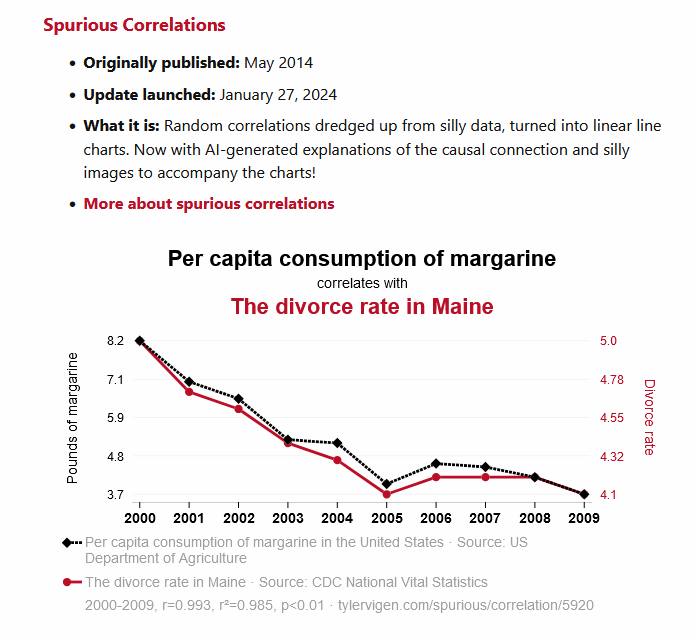 Spurious Correlations
• Originally published: May 2014
• Update launched: January 27, 2024
• What it is: Random correlations dredged up from silly data, turned into linear line
charts. Now with AI-generated explanations of the causal connection and silly
images to accompany the charts!
• More about spurious correlations
Per capita consumption of margarine
correlates with
The divorce rate in Maine
Pounds of margarine
8.2
7.1
5.9
4.8
3.7
5.0
4.78
4.55
4.32
4.1
Divorce rate
2000 2001 2002 2003 2004 2005 2006 2007 2008 2009
Per capita consumption of margarine in the United States · Source: US
Department of Agriculture
The divorce rate in Maine · Source: CDC National Vital Statistics
2000-2009, r=0.993, r²=0.985, p<0.01 · tylervigen.com/spurious/correlation/5920